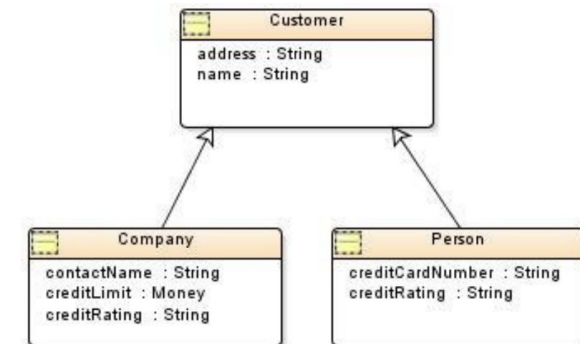 Customer
address : String
name : String
Company
contactName : String
creditLimit : Money
creditRating : String
Person
creditCardNumber : String
creditRating : String